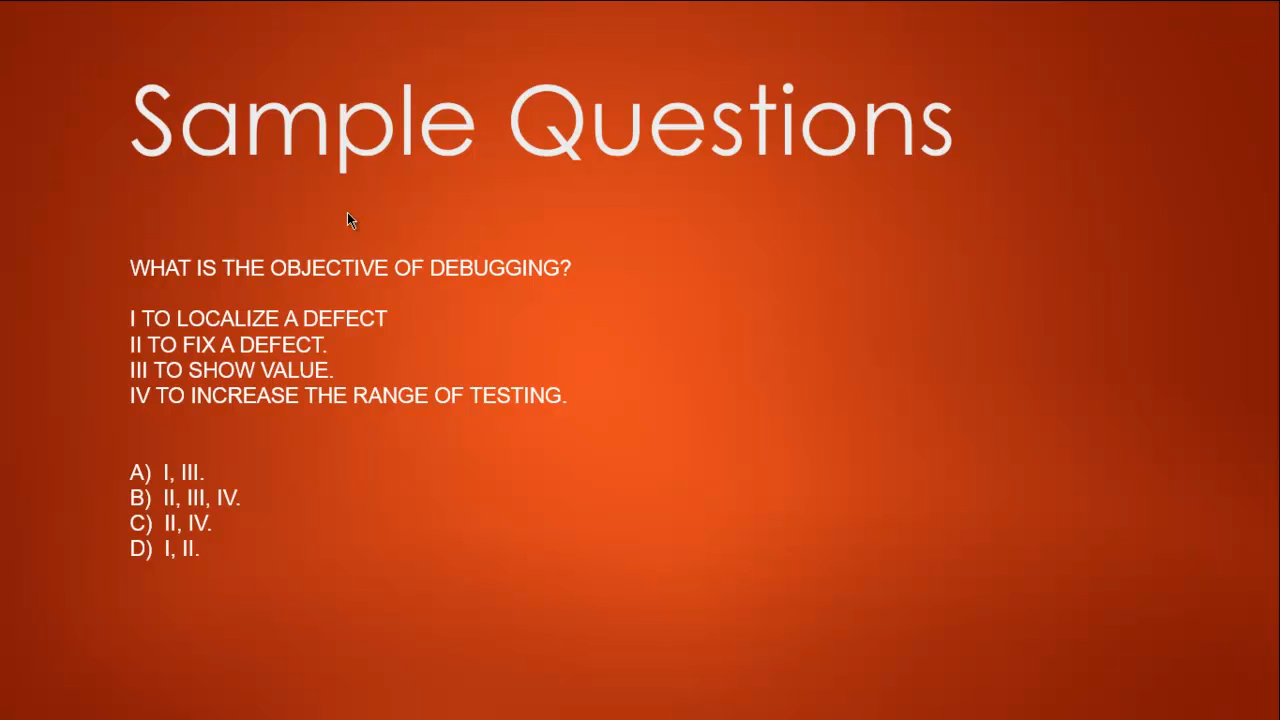 Sample Questions
WHAT IS THE OBJECTIVE OF DEBUGGING?
I TO LOCALIZE A DEFECT
II TO FIX A DEFECT.
III TO SHOW VALUE.
IV TO INCREASE THE RANGE OF TESTING.
A) I, III.
B) II, III, IV.
C) II, IV.
D) I, II.